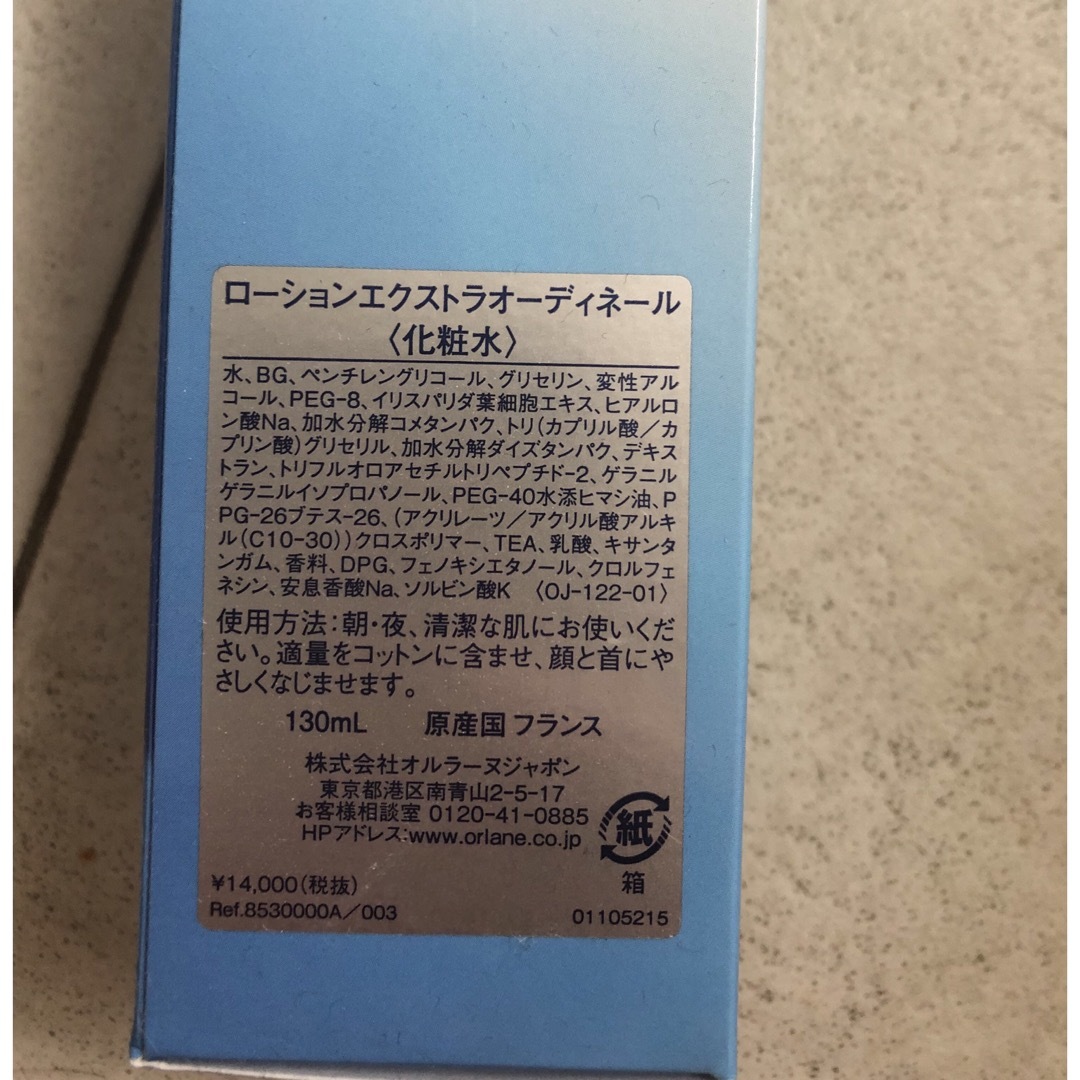 ローションエクストラオーディネール
〈化粧水〉
水、BG、ペンチレングリコール、グリセリン、変性アル
コール、PEG-8、イリスパリダ葉細胞エキス、ヒアルロ
ン酸Na、加水分解コメタンパク、トリ(カプリル酸／カ
プリン酸)グリセリル、加水分解ダイズタンパク、デキス
トラン、トリフルオロアセチルトリペプチド-2、ゲラニル
ゲラニルイソプロパノール、PEG-40水添ヒマシ油、P
PG-26ブテス-26、(アクリレーツ／アクリル酸アルキ
ル(C10-30))クロスポリマー、TEA、乳酸、キサンタ
ンガム、香料、DPG、フェノキシエタノール、クロルフェ
ネシン、安息香酸Na、ソルビン酸K 〈OJ-122-01〉
使用方法:朝・夜、清潔な肌にお使いくだ
さい。適量をコットンに含ませ、顔と首にや
さしくなじませます。
130mL 原産国 フランス
株式会社オルラーヌジャポン
東京都港区南青山2-5-17
お客様相談室 0120-41-0885
HPアドレス:www.orlane.co.jp
紙
箱
¥14,000(税抜)
Ref.8530000A／003
01105215